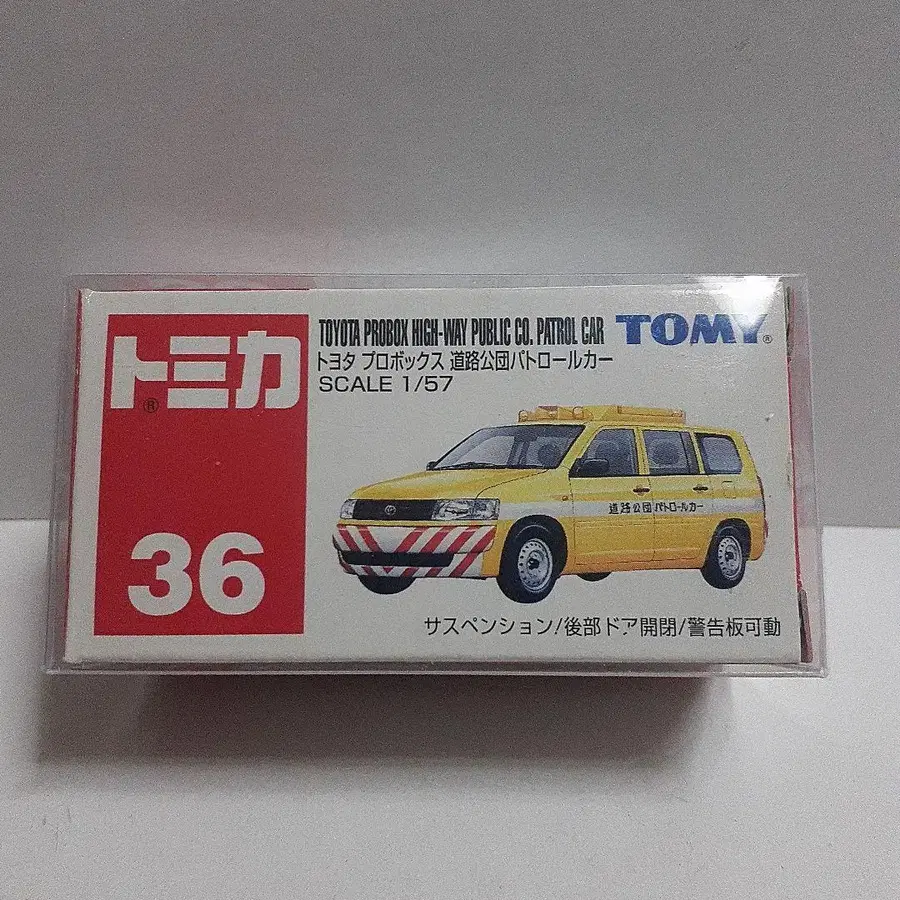 トミカ®
36
TOYOTA PROBOX HIGH-WAY PUBLIC CO. PATROL CAR
TOMY®
トヨタ プロボックス 道路公団パトロールカー
SCALE 1/57
道路公団 パトロールカー
サスペンション/後部ドア開閉/警告板可動